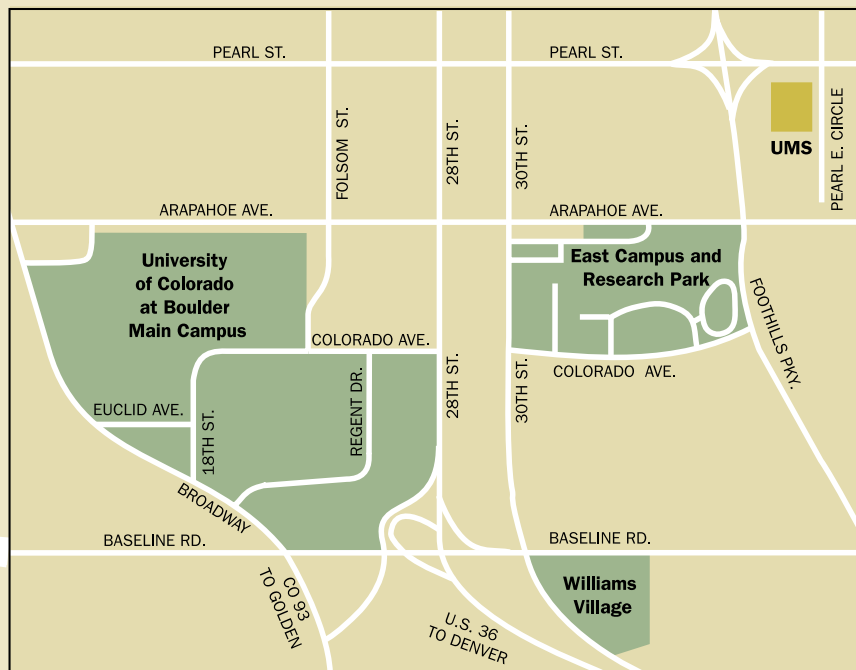 PEARL ST.
PEARL ST.
FOLSOM ST.
28TH ST.
30TH ST.
UMS
PEARL E. CIRCLE
ARAPAHOE AVE.
ARAPAHOE AVE.
University
of Colorado
at Boulder
Main Campus
East Campus and
Research Park
FOOTHILLS PKY.
COLORADO AVE.
COLORADO AVE.
28TH ST.
30TH ST.
REGENT DR.
EUCLID AVE.
18TH ST.
BROADWAY
BASELINE RD.
BASELINE RD.
CO 93
TO GOLDEN
U.S. 36
TO DENVER
Williams
Village